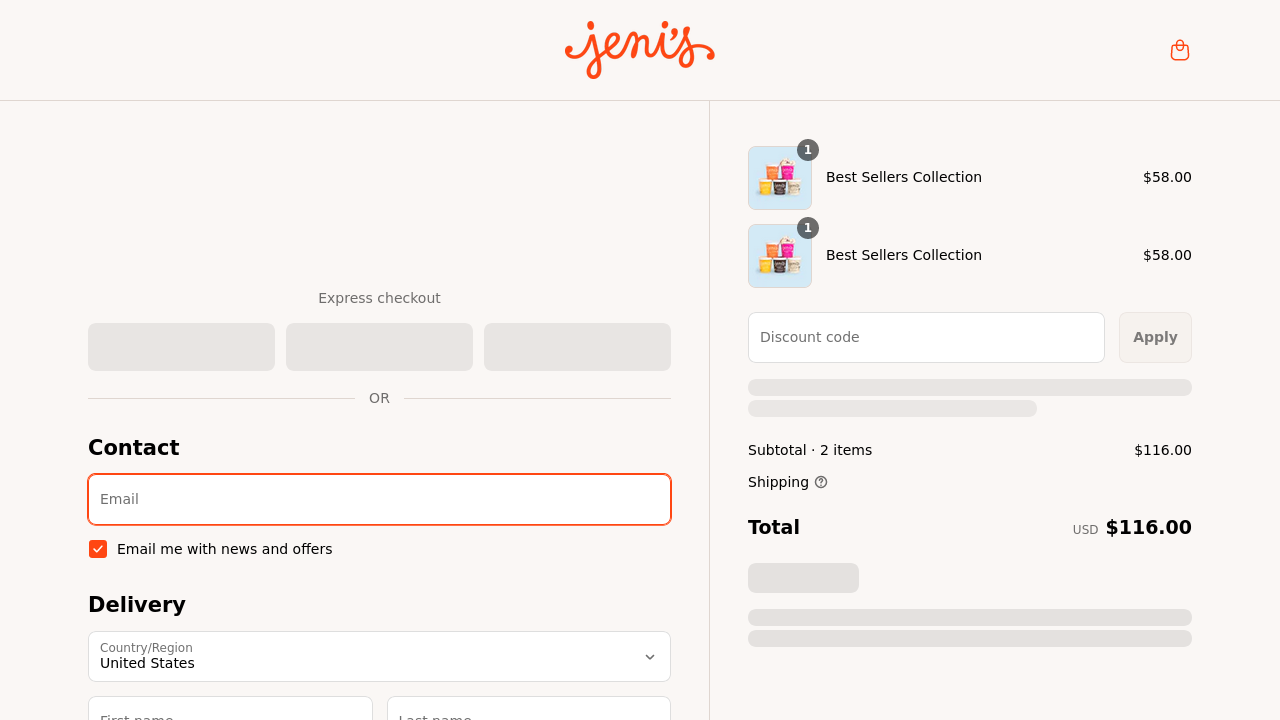 jeni's
1
Best Sellers Collection $58.00
1
Best Sellers Collection $58.00
Discount code Apply
Subtotal · 2 items $116.00
Shipping
Total USD $116.00
Express checkout
OR
Contact
Email
Email me with news and offers
Delivery
Country/Region
United States
First name Last name